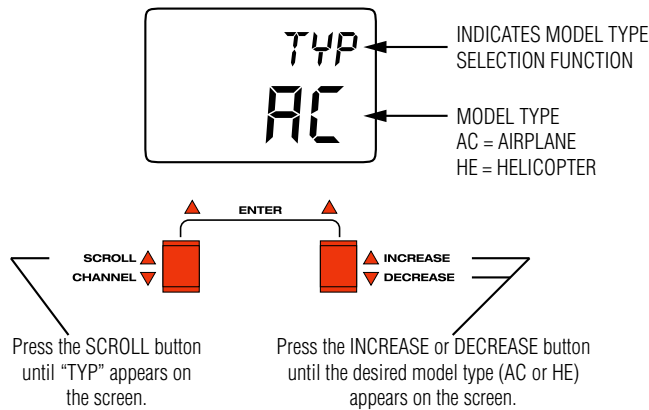 TYP
INDICATES MODEL TYPE
SELECTION FUNCTION
AC
MODEL TYPE
AC = AIRPLANE
HE = HELICOPTER
ENTER
SCROLL
CHANNEL
INCREASE
DECREASE
Press the SCROLL button
until “TYP” appears on
the screen.
Press the INCREASE or DECREASE button
until the desired model type (AC or HE)
appears on the screen.